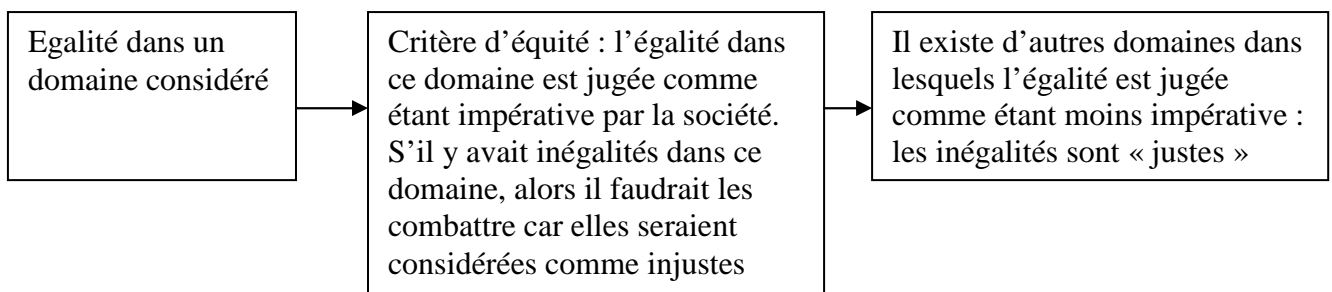 Egalité dans un
domaine considéré
Critère d’équité : l’égalité dans
ce domaine est jugée comme
étant impérative par la société.
S’il y avait inégalités dans ce
domaine, alors il faudrait les
combattre car elles seraient
considérées comme injustes
Il existe d’autres domaines dans
lesquels l’égalité est jugée
comme étant moins impérative :
les inégalités sont « justes »